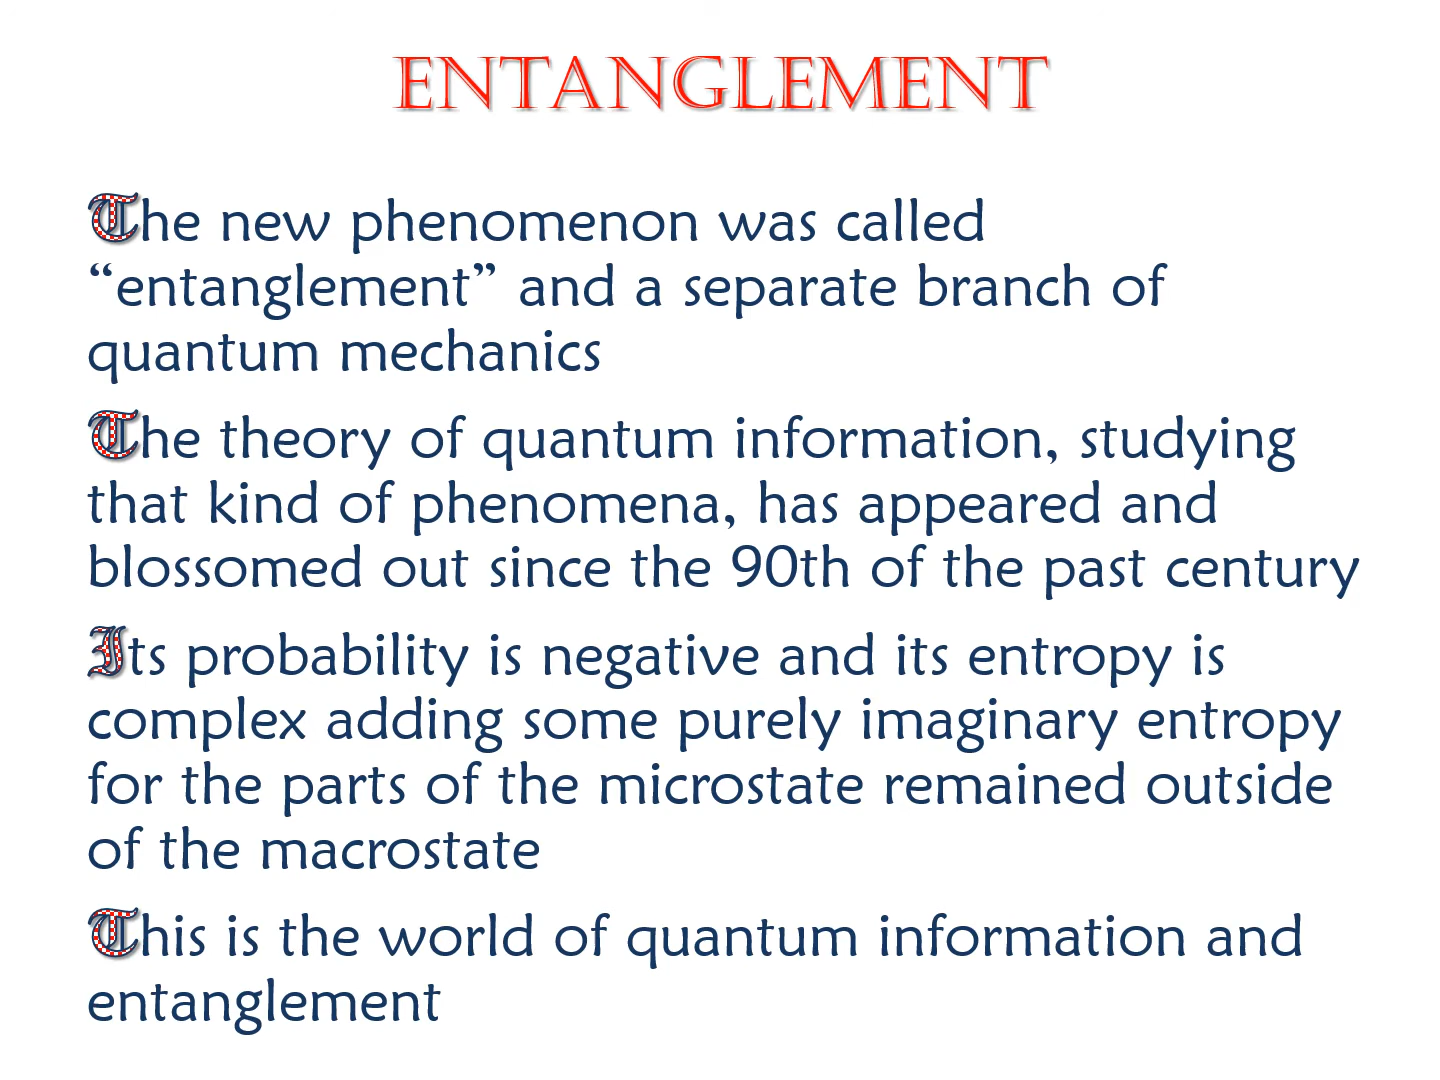 ENTANGLEMENT
The new phenomenon was called
“entanglement” and a separate branch of
quantum mechanics
The theory of quantum information, studying
that kind of phenomena, has appeared and
blossomed out since the 90th of the past century
Its probability is negative and its entropy is
complex adding some purely imaginary entropy
for the parts of the microstate remained outside
of the macrostate
This is the world of quantum information and
entanglement